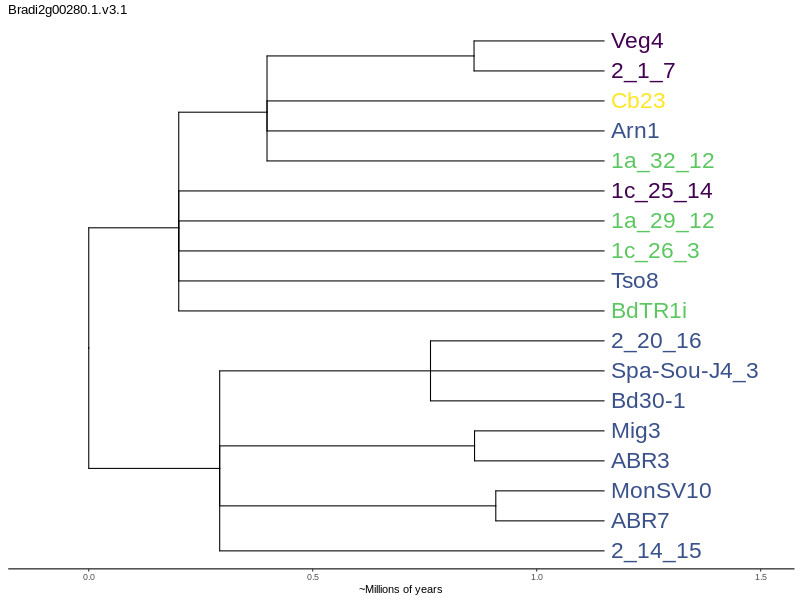 Bradi2g00280.1.v3.1
Veg4
2_1_7
Cb23
Arn1
1a_32_12
1c_25_14
1a_29_12
1c_26_3
Tso8
BdTR1i
2_20_16
Spa-Sou-J4_3
Bd30-1
Mig3
ABR3
MonSV10
ABR7
2_14_15
0.0 0.5 1.0 1.5
~Millions of years